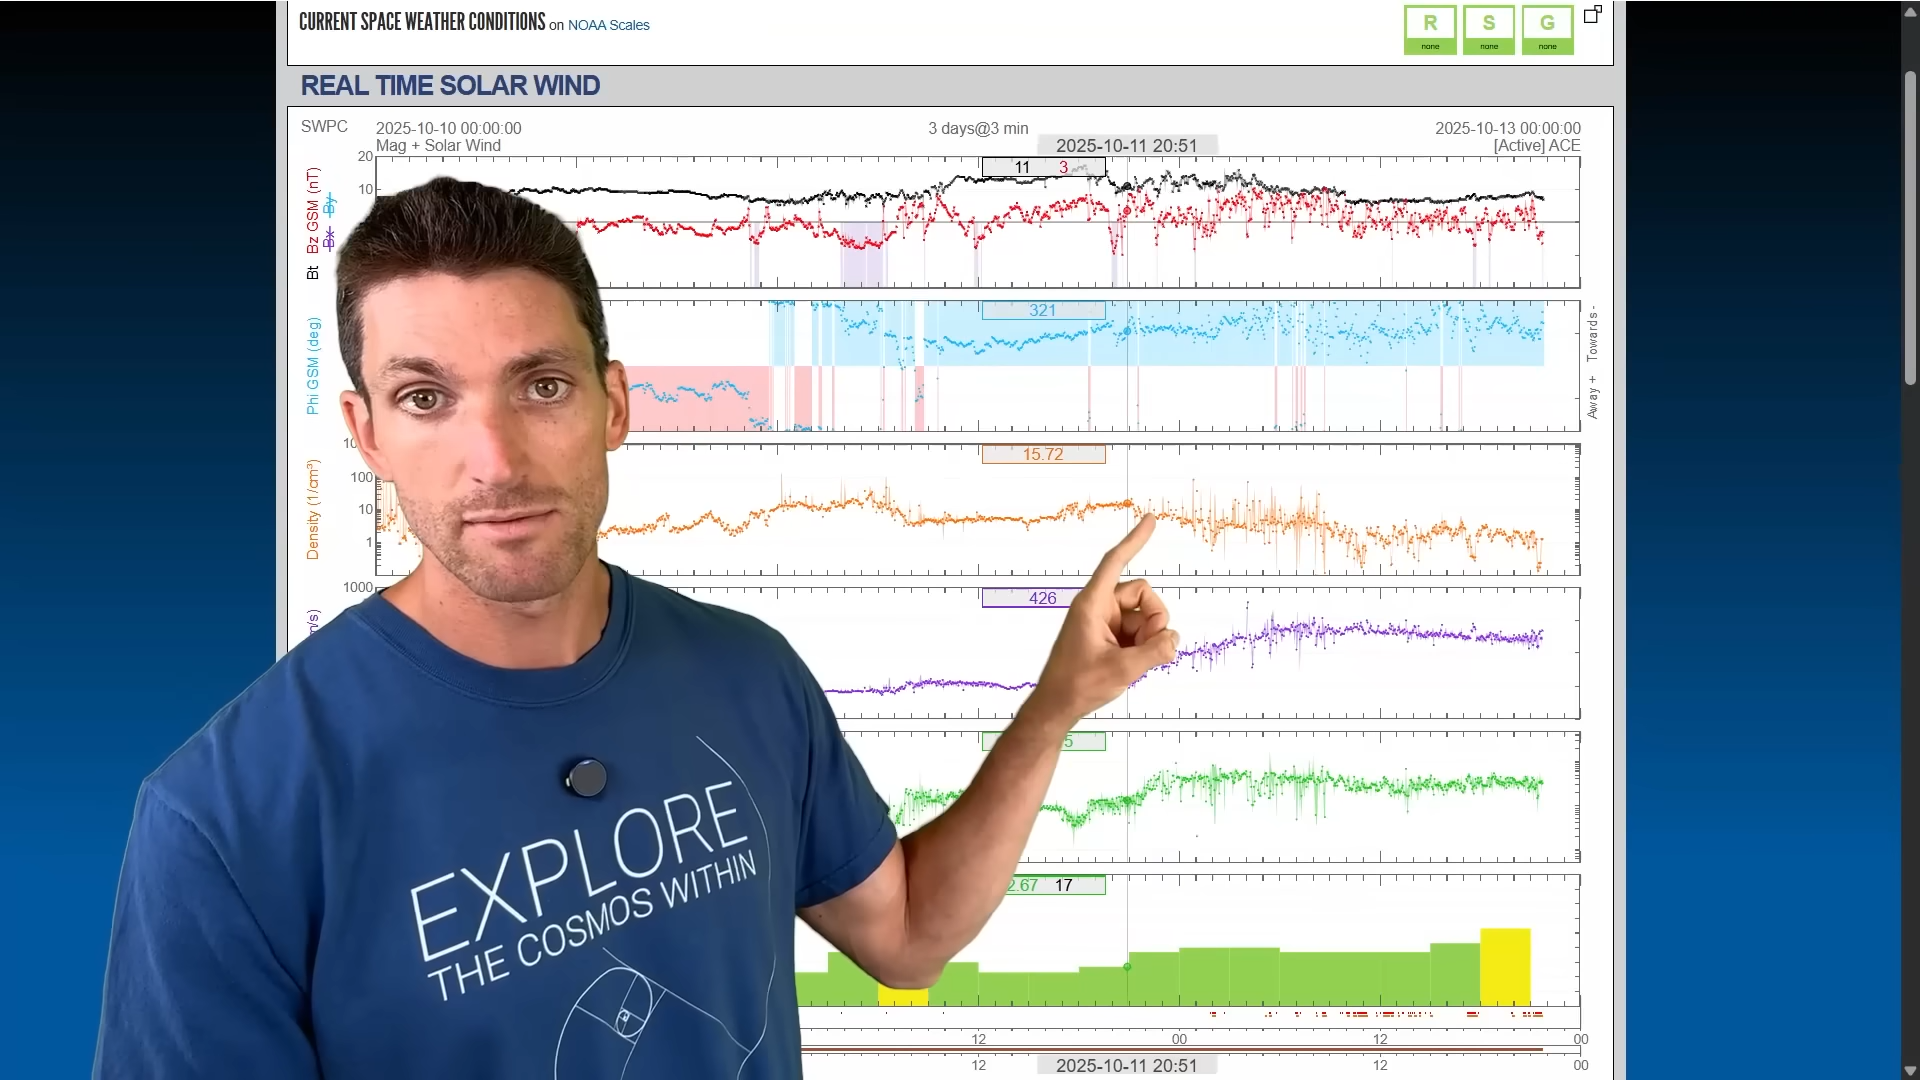 CURRENT SPACE WEATHER CONDITIONS on NOAA Scales
R S G
none none none
REAL TIME SOLAR WIND
SWPC 2025-10-10 00:00:00 3 days@3 min 2025-10-13 00:00:00
Mag + Solar Wind 2025-10-11 20:51 [Active] ACE
20
10
11 3
Bt Bz GSM (nT)
Bx By
321
Phi GSM (deg)
Away + Towards -
15.72
100
10
1
Density (1/cm³)
1000
426
5
2.67 17
12 00 12 00
12 2025-10-11 20:51 12 00
EXPLORE
THE COSMOS WITHIN